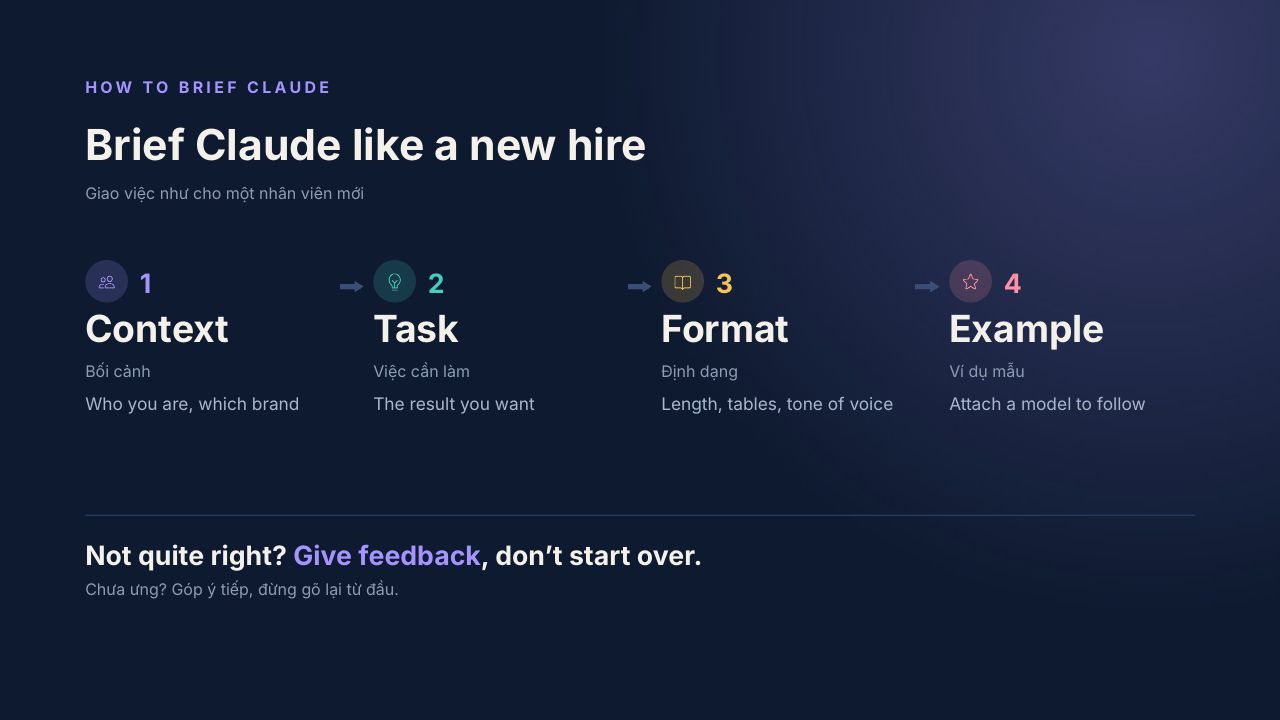 HOW TO BRIEF CLAUDE
Brief Claude like a new hire
Giao việc như cho một nhân viên mới
1
Context
Bối cảnh
Who you are, which brand
2
Task
Việc cần làm
The result you want
3
Format
Định dạng
Length, tables, tone of voice
4
Example
Ví dụ mẫu
Attach a model to follow
Not quite right? Give feedback, don’t start over.
Chưa ưng? Góp ý tiếp, đừng gõ lại từ đầu.